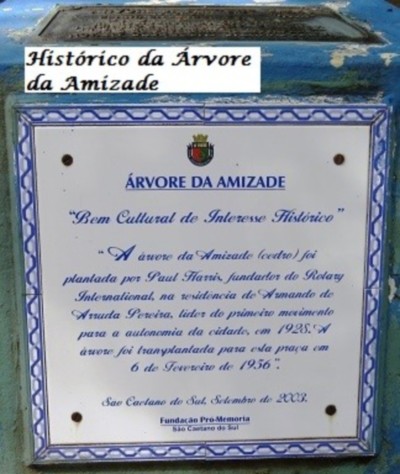 Histórico da Árvore
da Amizade
ÁRVORE DA AMIZADE
"Bem Cultural de Interesse Histórico"
"A árvore da Amizade (cedro) foi
plantada por Paul Harris, fundador do Rotary
International, na residência de Armando de
Arruda Pereira, líder do primeiro movimento
para a autonomia da cidade, em 1928. A
árvore foi transplantada para esta praça em
6 de Fevereiro de 1956".
Sao Caetano do Sul, Setembro de 2003.
Fundação Pró-Memoria
São Caetano do Sul